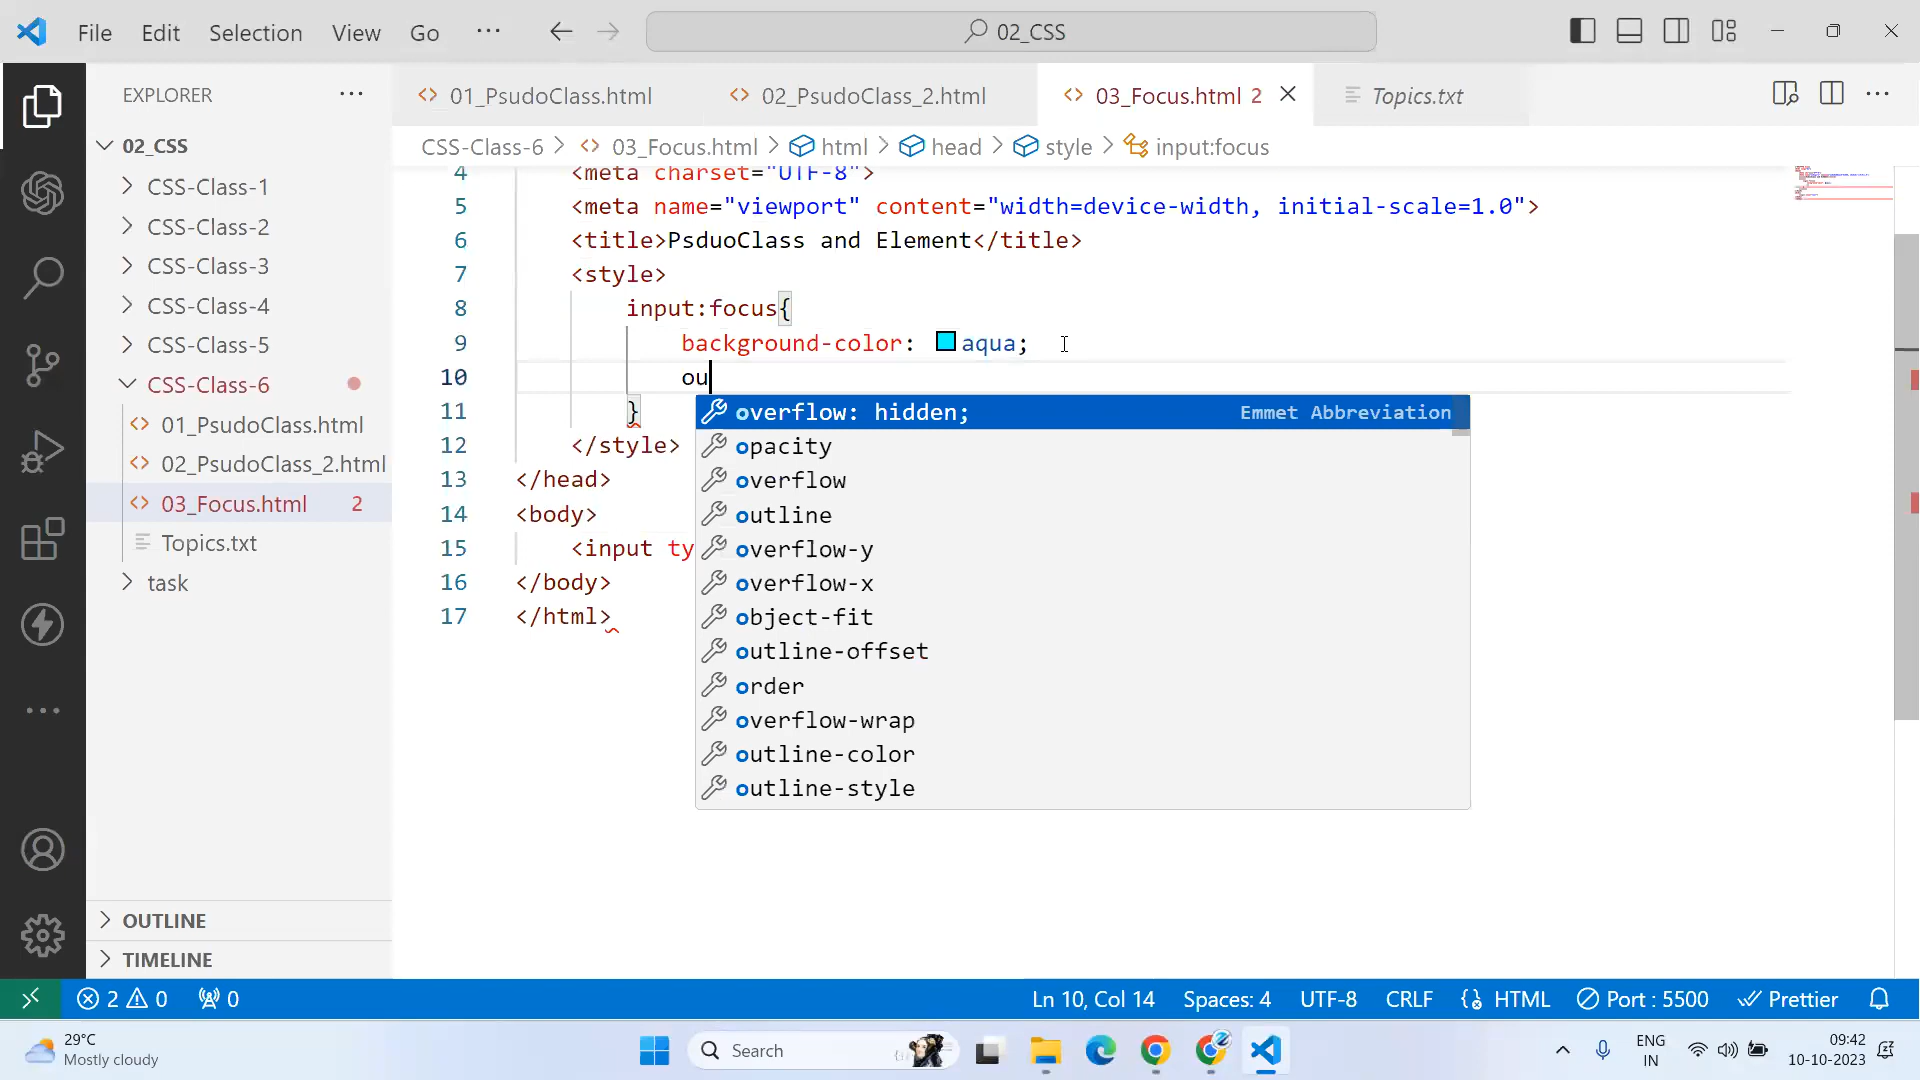 File Edit Selection View Go ··· 02_CSS
EXPLORER ···
01_PsudoClass.html 02_PsudoClass_2.html 03_Focus.html 2 Topics.txt ···
CSS-Class-6 > 03_Focus.html > html > head > style > input:focus
02_CSS
CSS-Class-1
CSS-Class-2
CSS-Class-3
CSS-Class-4
CSS-Class-5
CSS-Class-6
01_PsudoClass.html
02_PsudoClass_2.html
03_Focus.html 2
Topics.txt
task
OUTLINE
TIMELINE
4 <meta charset="UTF-8">
5 <meta name="viewport" content="width=device-width, initial-scale=1.0">
6 <title>PsduoClass and Element</title>
7 <style>
8 input:focus{
9 background-color: aqua;
10 ou
11 }
12 </style>
13 </head>
14 <body>
15 <input ty
16 </body>
17 </html>
overflow: hidden; Emmet Abbreviation
opacity
overflow
outline
overflow-y
overflow-x
object-fit
outline-offset
order
overflow-wrap
outline-color
outline-style
2 0 0 Ln 10, Col 14 Spaces: 4 UTF-8 CRLF HTML Port : 5500 Prettier
29°C
Mostly cloudy
Search
ENG
IN
09:42
10-10-2023